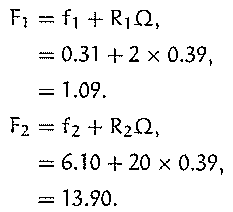 F₁ = f₁ + R₁Ω,
= 0.31 + 2 × 0.39,
= 1.09.
F₂ = f₂ + R₂Ω,
= 6.10 + 20 × 0.39,
= 13.90.